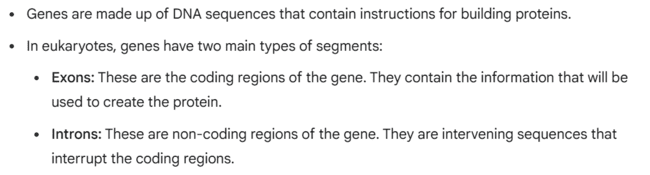 • Genes are made up of DNA sequences that contain instructions for building proteins.
• In eukaryotes, genes have two main types of segments:
• Exons: These are the coding regions of the gene. They contain the information that will be
used to create the protein.
• Introns: These are non-coding regions of the gene. They are intervening sequences that
interrupt the coding regions.